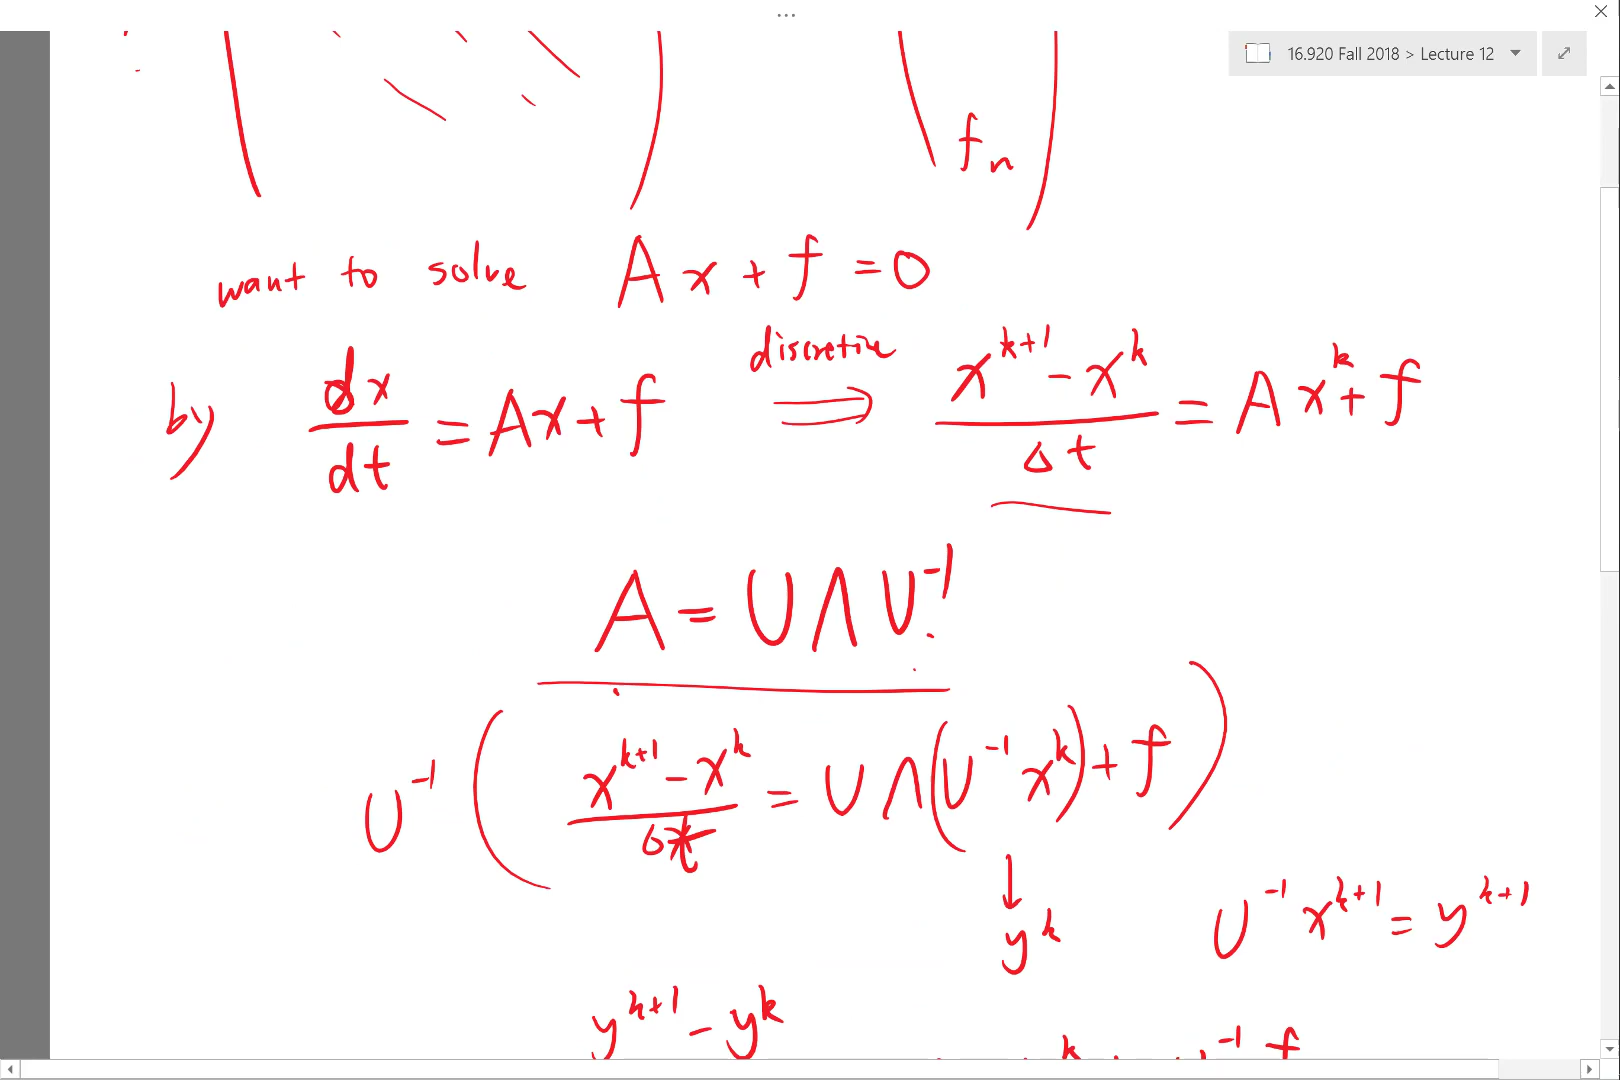 16.920 Fall 2018 > Lecture 12
fn
want to solve Ax + f = 0
by dx/dt = Ax + f discretize ⟹ (x^{k+1} - x^k)/Δt = Ax^k + f
A = UΛU^{-1}
U^{-1} ( (x^{k+1} - x^k)/Δt = UΛ(U^{-1} x^k) + f )
↓
y^k
U^{-1} x^{k+1} = y^{k+1}
y^{k+1} - y^k